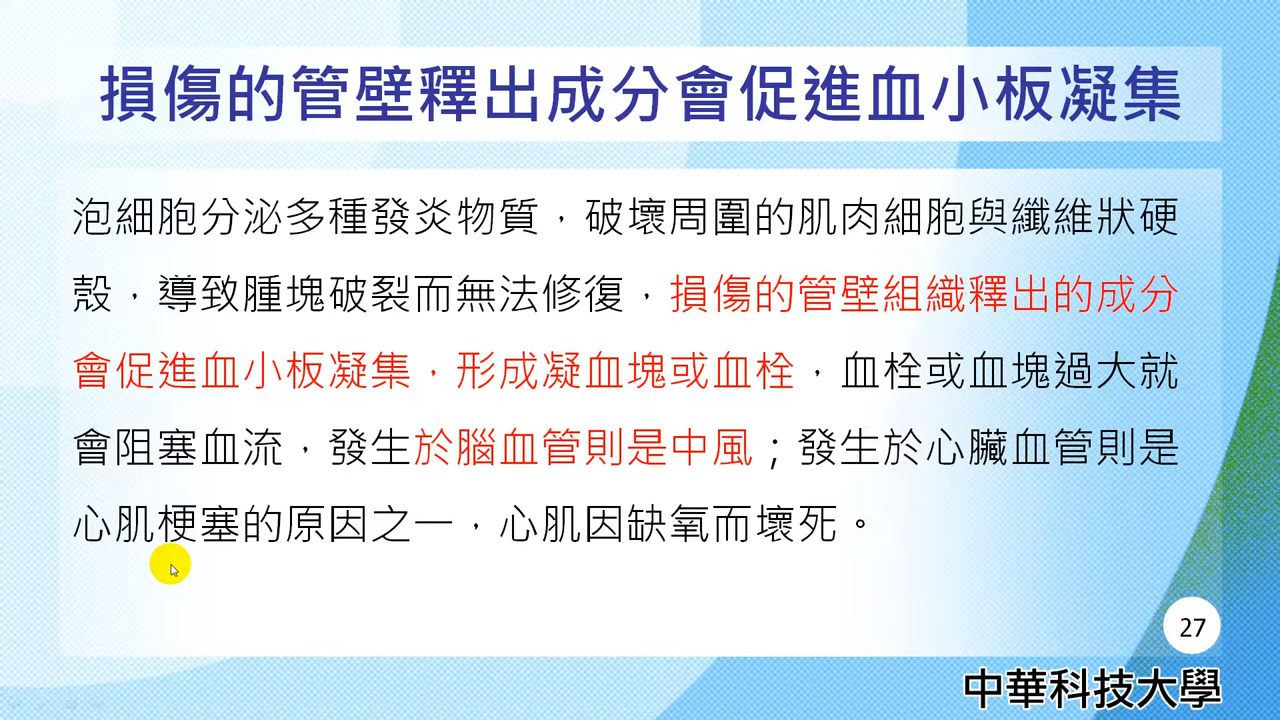 損傷的管壁釋出成分會促進血小板凝集
泡細胞分泌多種發炎物質，破壞周圍的肌肉細胞與纖維狀硬
殼，導致腫塊破裂而無法修復，損傷的管壁組織釋出的成分
會促進血小板凝集，形成凝血塊或血栓，血栓或血塊過大就
會阻塞血流，發生於腦血管則是中風；發生於心臟血管則是
心肌梗塞的原因之一，心肌因缺氧而壞死。
27
中華科技大學